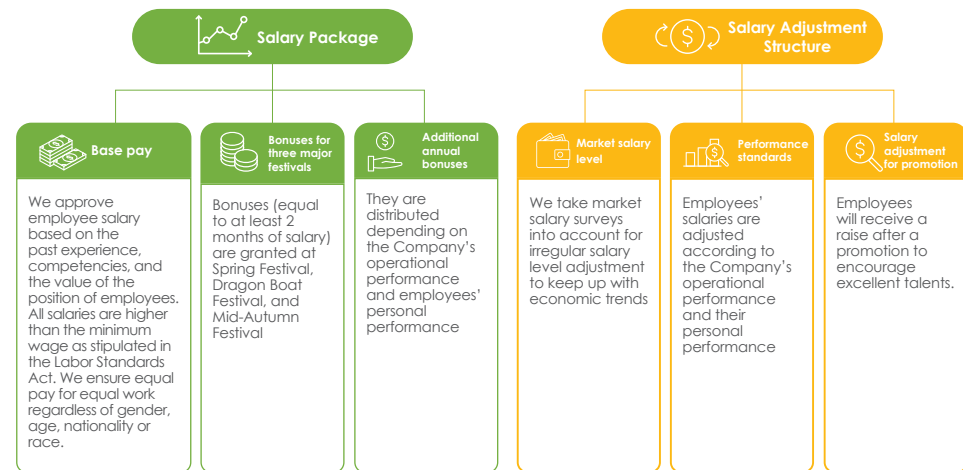 Salary Package
Base pay
We approve
employee salary
based on the
past experience,
competencies, and
the value of the
position of employees.
All salaries are higher
than the minimum
wage as stipulated in
the Labor Standards
Act. We ensure equal
pay for equal work
regardless of gender,
age, nationality or
race.
Bonuses for
three major
festivals
Bonuses (equal
to at least 2
months of salary)
are granted at
Spring Festival,
Dragon Boat
Festival, and
Mid-Autumn
Festival
Additional
annual
bonuses
They are
distributed
depending on
the Company’s
operational
performance
and employees’
personal
performance
Salary Adjustment
Structure
Market salary
level
We take market
salary surveys
into account for
irregular salary
level adjustment
to keep up with
economic trends
Performance
standards
Employees’
salaries are
adjusted
according to
the Company’s
operational
performance
and their
personal
performance
Salary
adjustment
for promotion
Employees
will receive a
raise after a
promotion to
encourage
excellent talents.